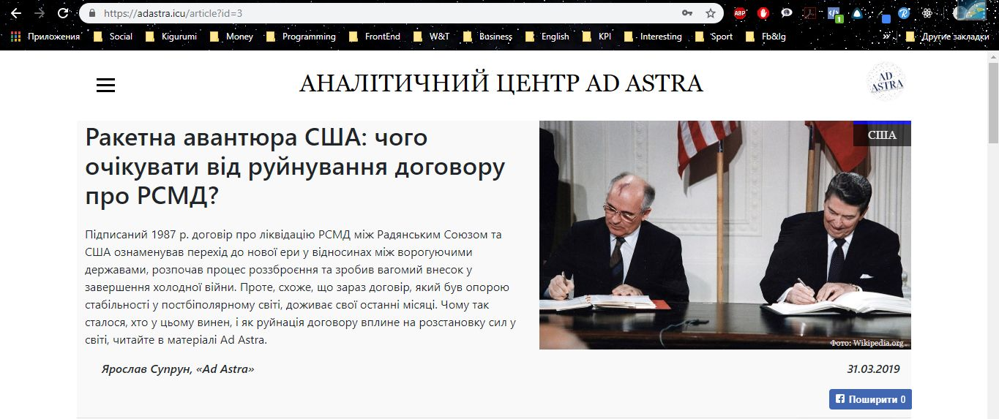 https://adastra.icu/article?id=3
ABP
1
Приложения Social Kigurumi Money Programming FrontEnd W&T Business English KPI Interesting Sport Fb&Ig » Другие закладки
АНАЛІТИЧНИЙ ЦЕНТР AD ASTRA
AD
ASTRA
Ракетна авантюра США: чого
очікувати від руйнування договору
про РСМД?
США
Підписаний 1987 р. договір про ліквідацію РСМД між Радянським Союзом та
США ознаменував перехід до нової ери у відносинах між ворогуючими
державами, розпочав процес роззброєння та зробив вагомий внесок у
завершення холодної війни. Проте, схоже, що зараз договір, який був опорою
стабільності у постбіполярному світі, доживає свої останні місяці. Чому так
сталося, хто у цьому винен, і як руйнація договору вплине на розстановку сил у
світі, читайте в матеріалі Ad Astra.
Фото: Wikipedia.org
Ярослав Супрун, «Ad Astra»
31.03.2019
Поширити 0